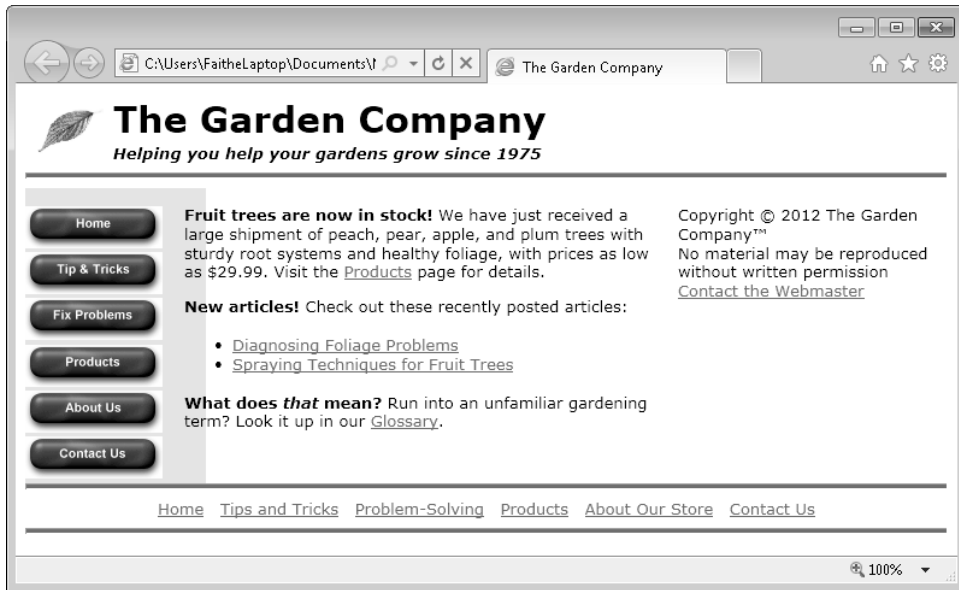 C:\Users\FaitheLaptop\Documents\
The Garden Company
The Garden Company
Helping you help your gardens grow since 1975
Home
Tip & Tricks
Fix Problems
Products
About Us
Contact Us
Fruit trees are now in stock! We have just received a
large shipment of peach, pear, apple, and plum trees with
sturdy root systems and healthy foliage, with prices as low
as $29.99. Visit the Products page for details.
New articles! Check out these recently posted articles:
• Diagnosing Foliage Problems
• Spraying Techniques for Fruit Trees
What does that mean? Run into an unfamiliar gardening
term? Look it up in our Glossary.
Copyright © 2012 The Garden
Company™
No material may be reproduced
without written permission
Contact the Webmaster
Home Tips and Tricks Problem-Solving Products About Our Store Contact Us
100%